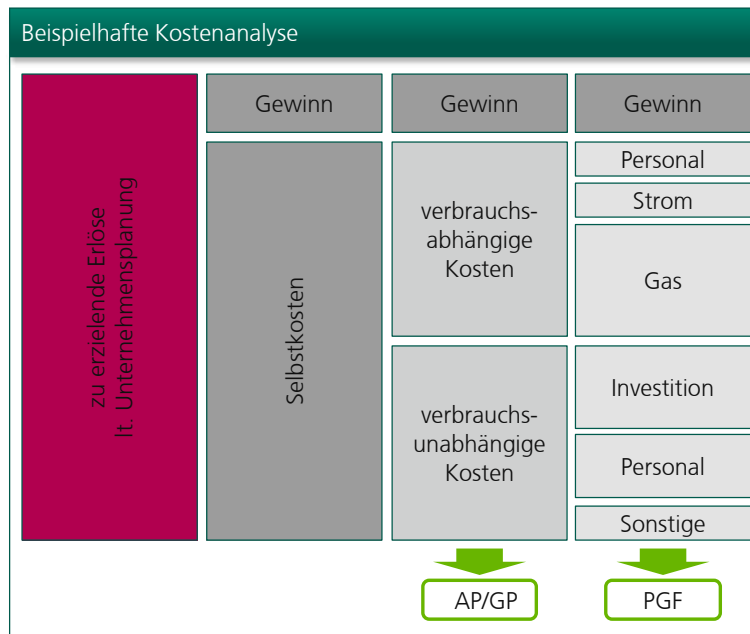 Beispielhafte Kostenanalyse
zu erzielende Erlöse
lt. Unternehmensplanung
Gewinn
Selbstkosten
Gewinn
verbrauchs-
abhängige
Kosten
verbrauchs-
unabhängige
Kosten
AP/GP
Gewinn
Personal
Strom
Gas
Investition
Personal
Sonstige
PGF